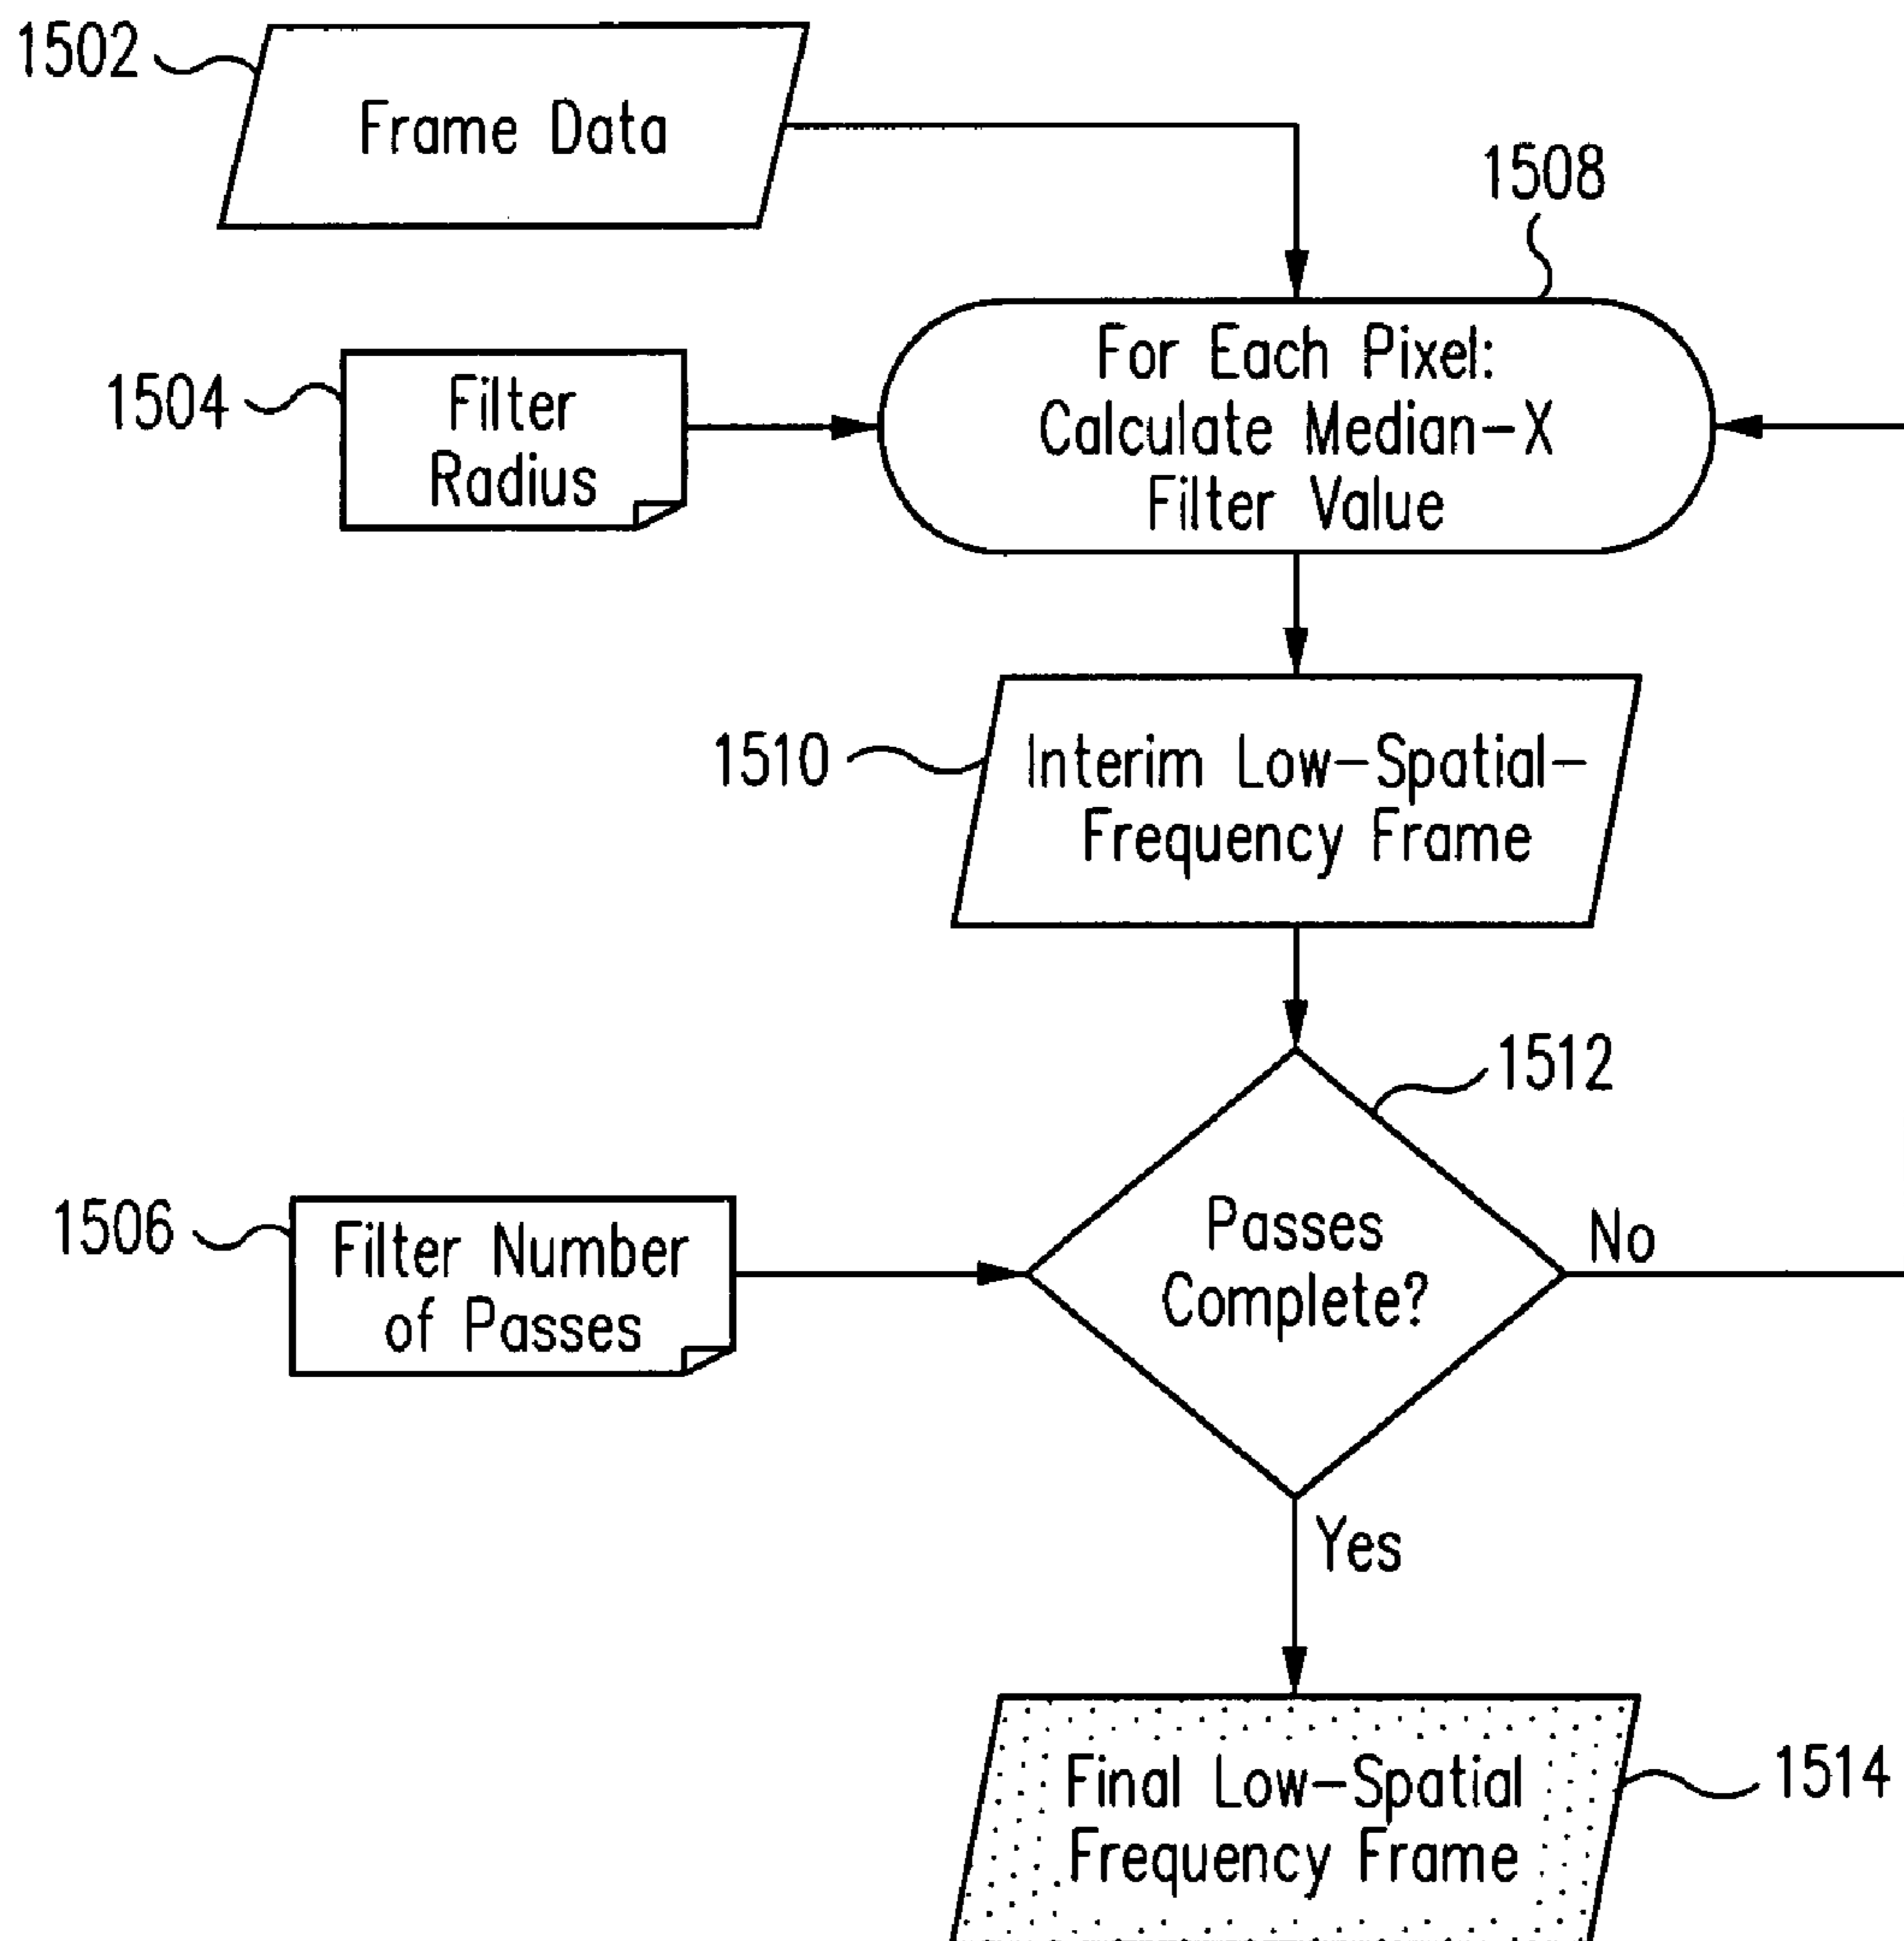 1502
Frame Data
1508
For Each Pixel:
Calculate Median-X
Filter Value
1504
Filter
Radius
1510
Interim Low-Spatial-
Frequency Frame
1512
Passes
Complete?
No
1506
Filter Number
of Passes
Yes
Final Low-Spatial
Frequency Frame
1514